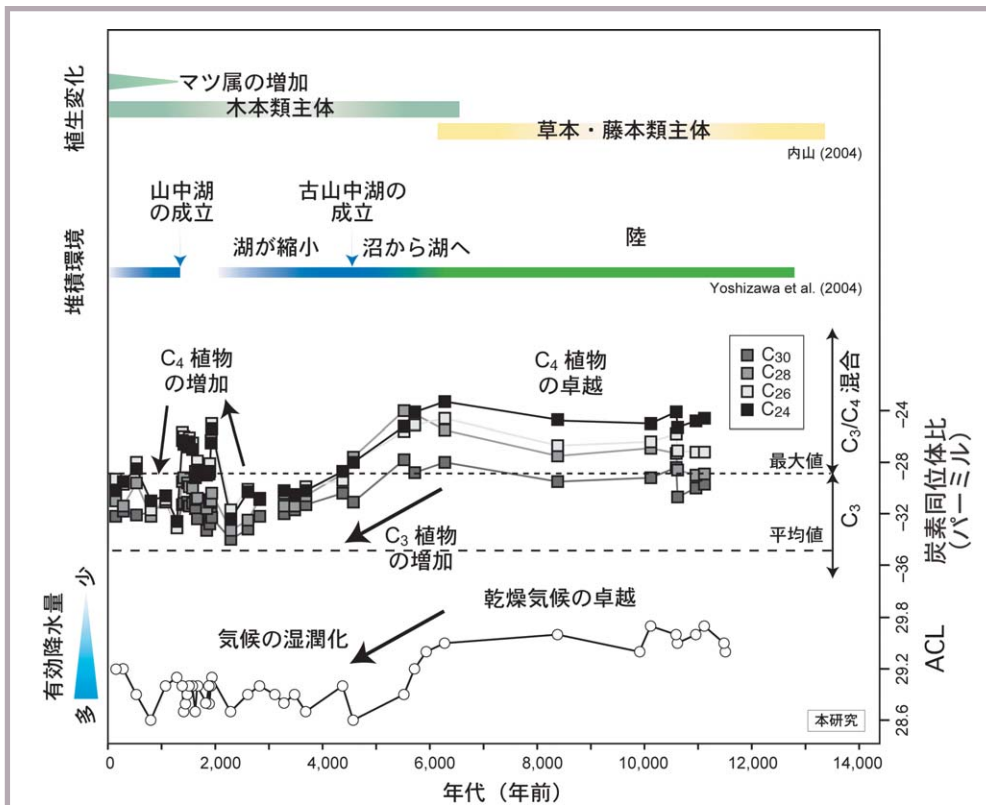 植生変化
マツ属の増加
木本類主体
草本・藤本類主体
内山 (2004)
堆積環境
山中湖
の成立
古山中湖の
成立
湖が縮小
沼から湖へ
陸
Yoshizawa et al. (2004)
C4 植物
の増加
C4 植物
の卓越
C30
C28
C26
C24
C3/C4 混合
C3
最大値
平均値
C3 植物
の増加
−24
−28
−32
−36
炭素同位体比
(パーミル)
有効降水量
少
多
気候の湿潤化
乾燥気候の卓越
29.8
29.2
28.6
ACL
本研究
0
2,000
4,000
6,000
8,000
10,000
12,000
14,000
年代（年前）